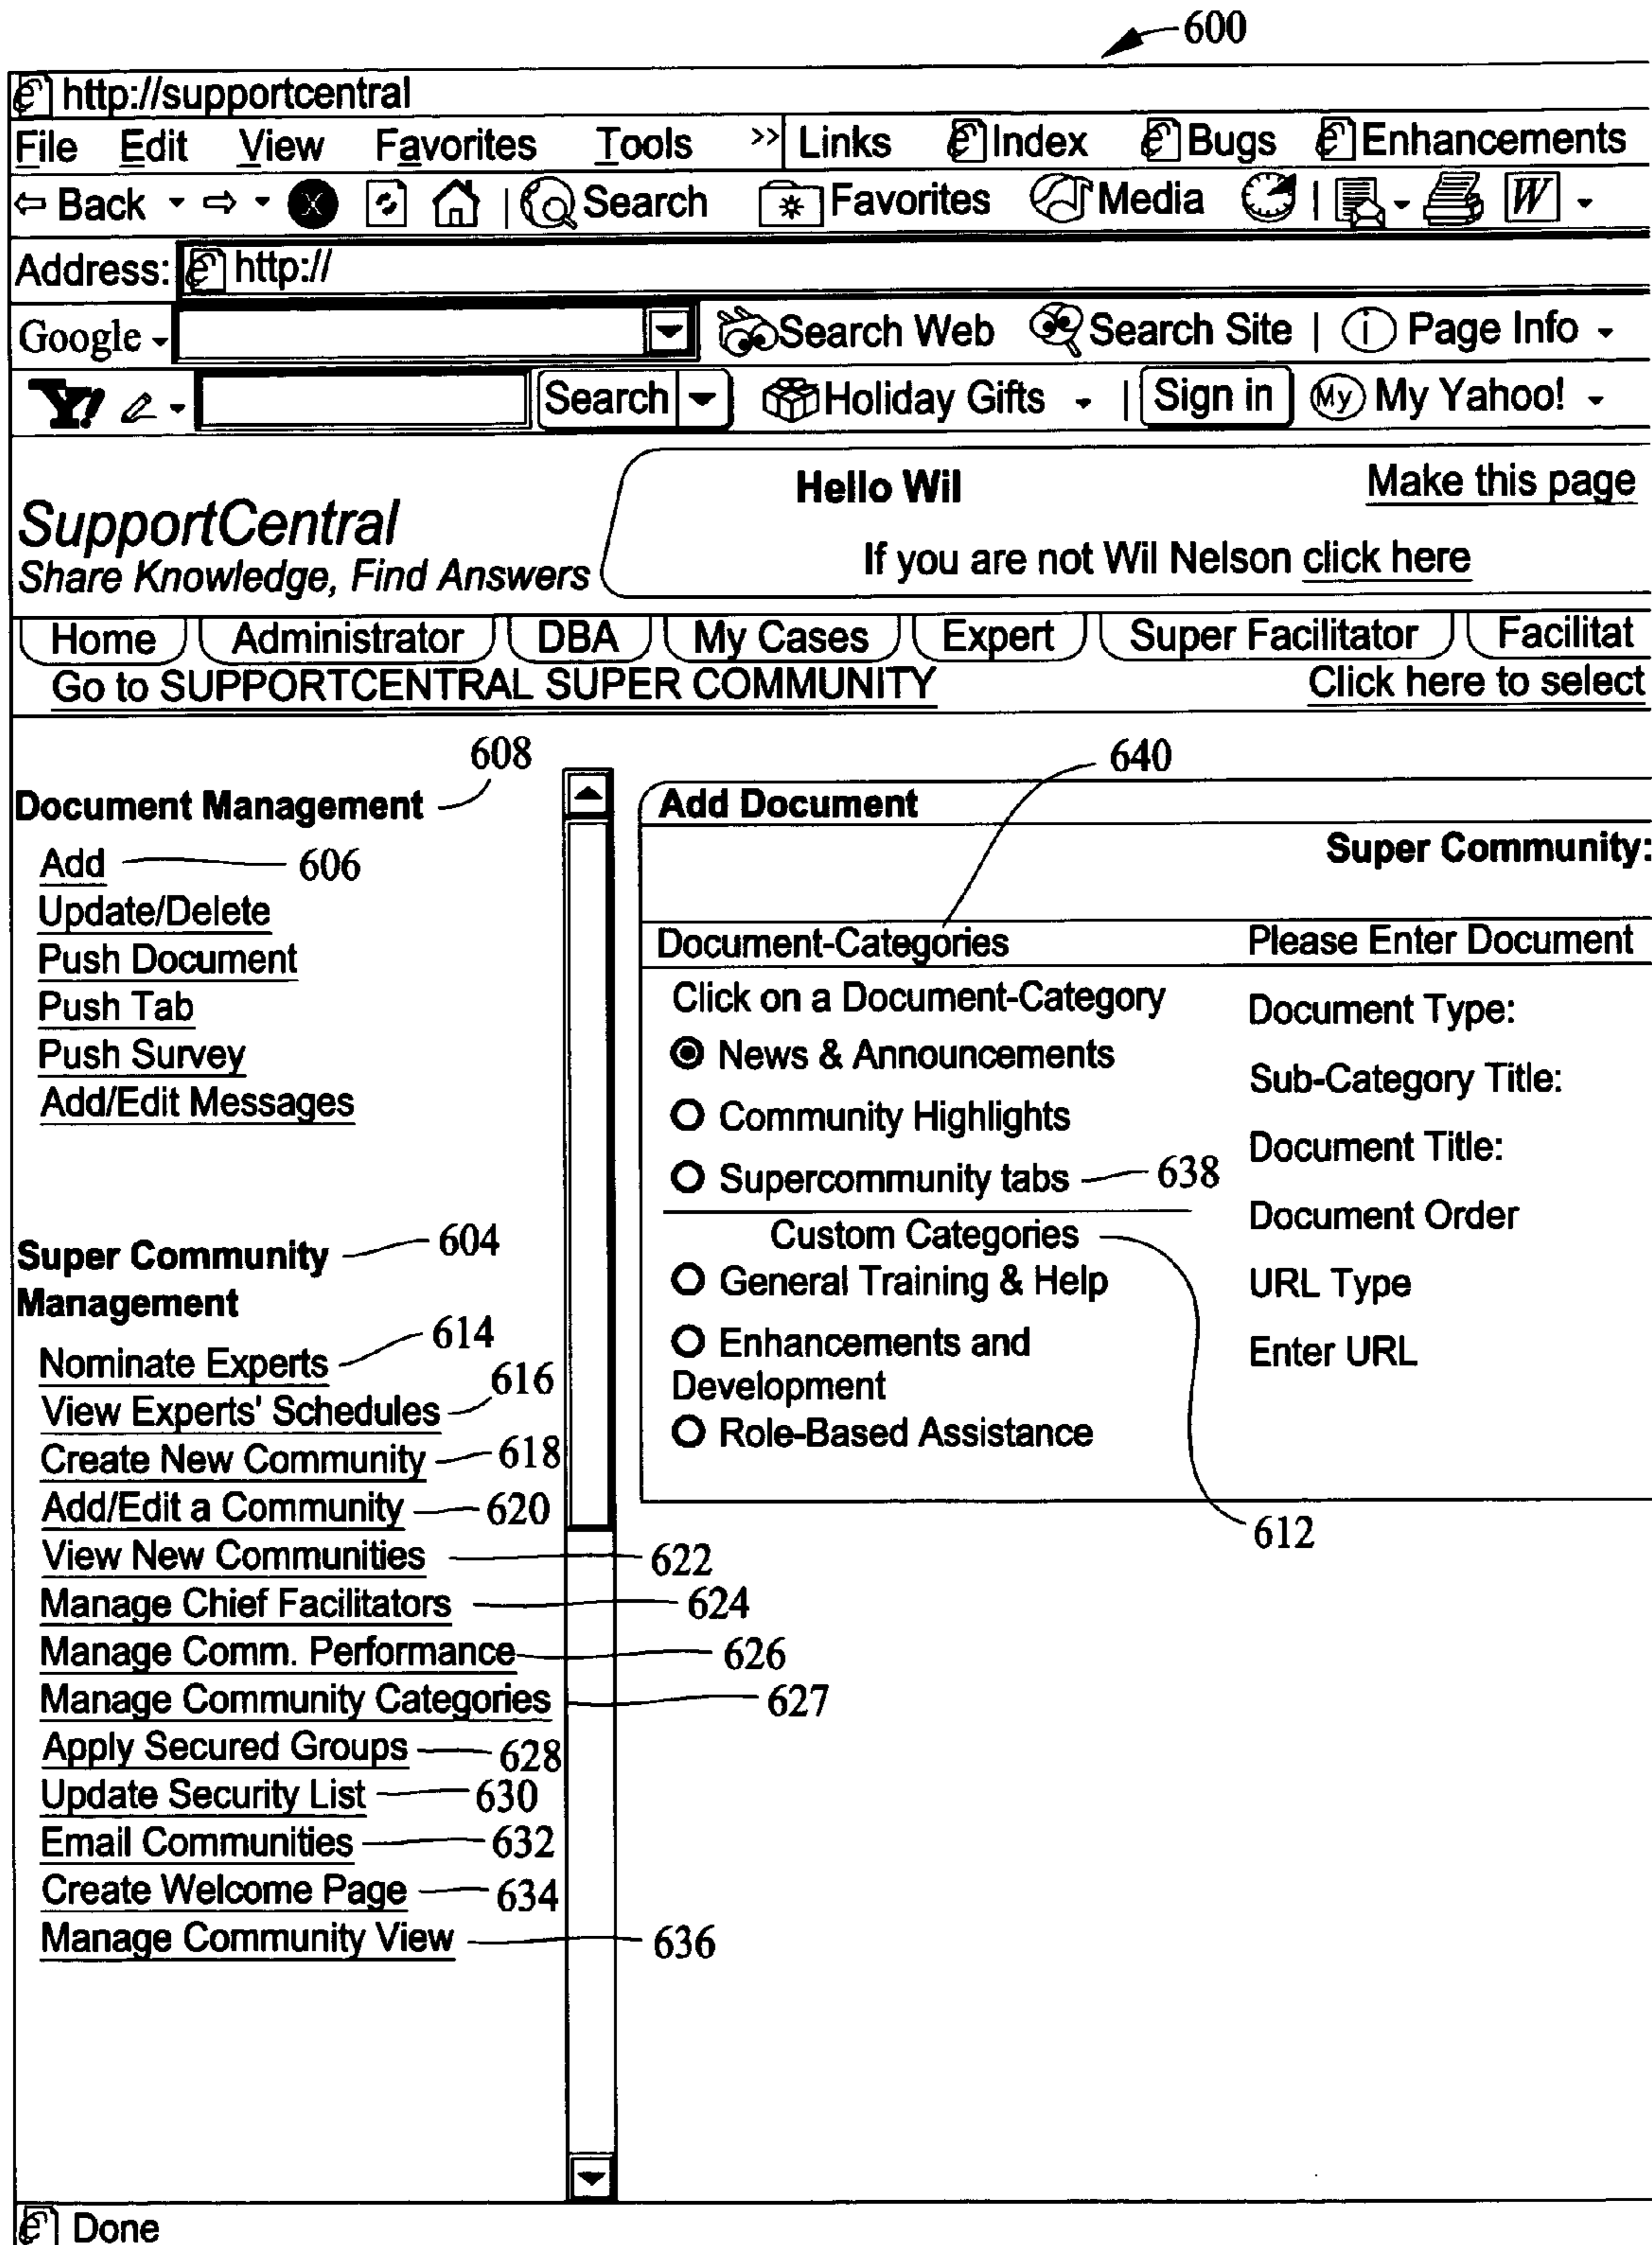 600
http://supportcentral
File Edit View Favorites Tools >> Links Index Bugs Enhancements
Back Search Favorites Media W
Address: http://
Google Search Web Search Site | i Page Info
Y! Search Holiday Gifts | Sign in My My Yahoo!
Hello Wil Make this page
SupportCentral
If you are not Wil Nelson click here
Share Knowledge, Find Answers
Home Administrator DBA My Cases Expert Super Facilitator Facilitat
Go to SUPPORTCENTRAL SUPER COMMUNITY Click here to select
608
Document Management
Add 606
Update/Delete
Push Document
Push Tab
Push Survey
Add/Edit Messages
Super Community 604
Management
Nominate Experts 614
View Experts' Schedules 616
Create New Community 618
Add/Edit a Community 620
View New Communities 622
Manage Chief Facilitators 624
Manage Comm. Performance 626
Manage Community Categories 627
Apply Secured Groups 628
Update Security List 630
Email Communities 632
Create Welcome Page 634
Manage Community View 636
640
Add Document
Super Community:
Document-Categories
Click on a Document-Category
News & Announcements
Community Highlights
Supercommunity tabs 638
Custom Categories
General Training & Help
Enhancements and
Development
Role-Based Assistance
612
Please Enter Document
Document Type:
Sub-Category Title:
Document Title:
Document Order
URL Type
Enter URL
Done